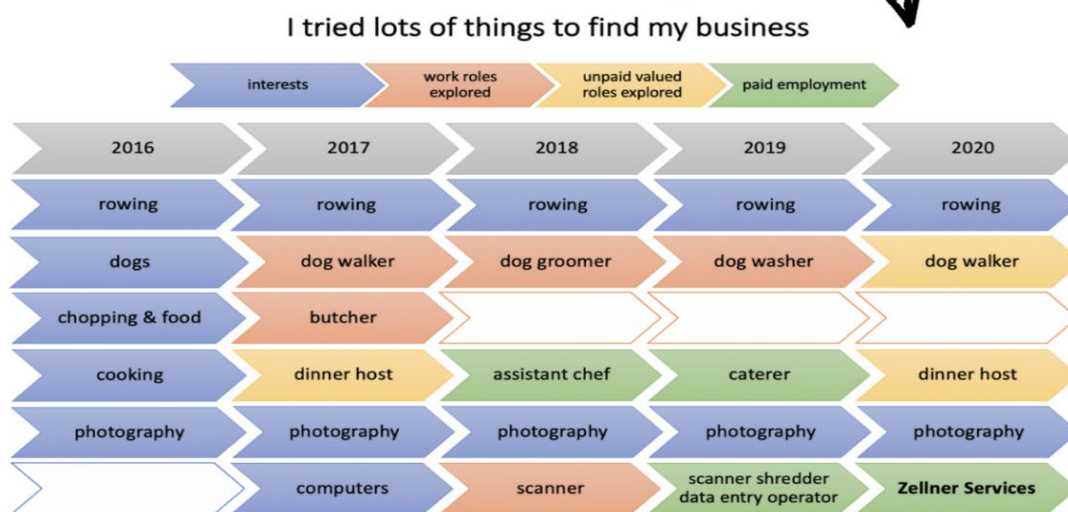 I tried lots of things to find my business
interests
work roles
explored
unpaid valued
roles explored
paid employment
2016
2017
2018
2019
2020
rowing
rowing
rowing
rowing
rowing
dogs
dog walker
dog groomer
dog washer
dog walker
chopping & food
butcher
cooking
dinner host
assistant chef
caterer
dinner host
photography
photography
photography
photography
photography
computers
scanner
scanner shredder
data entry operator
Zellner Services